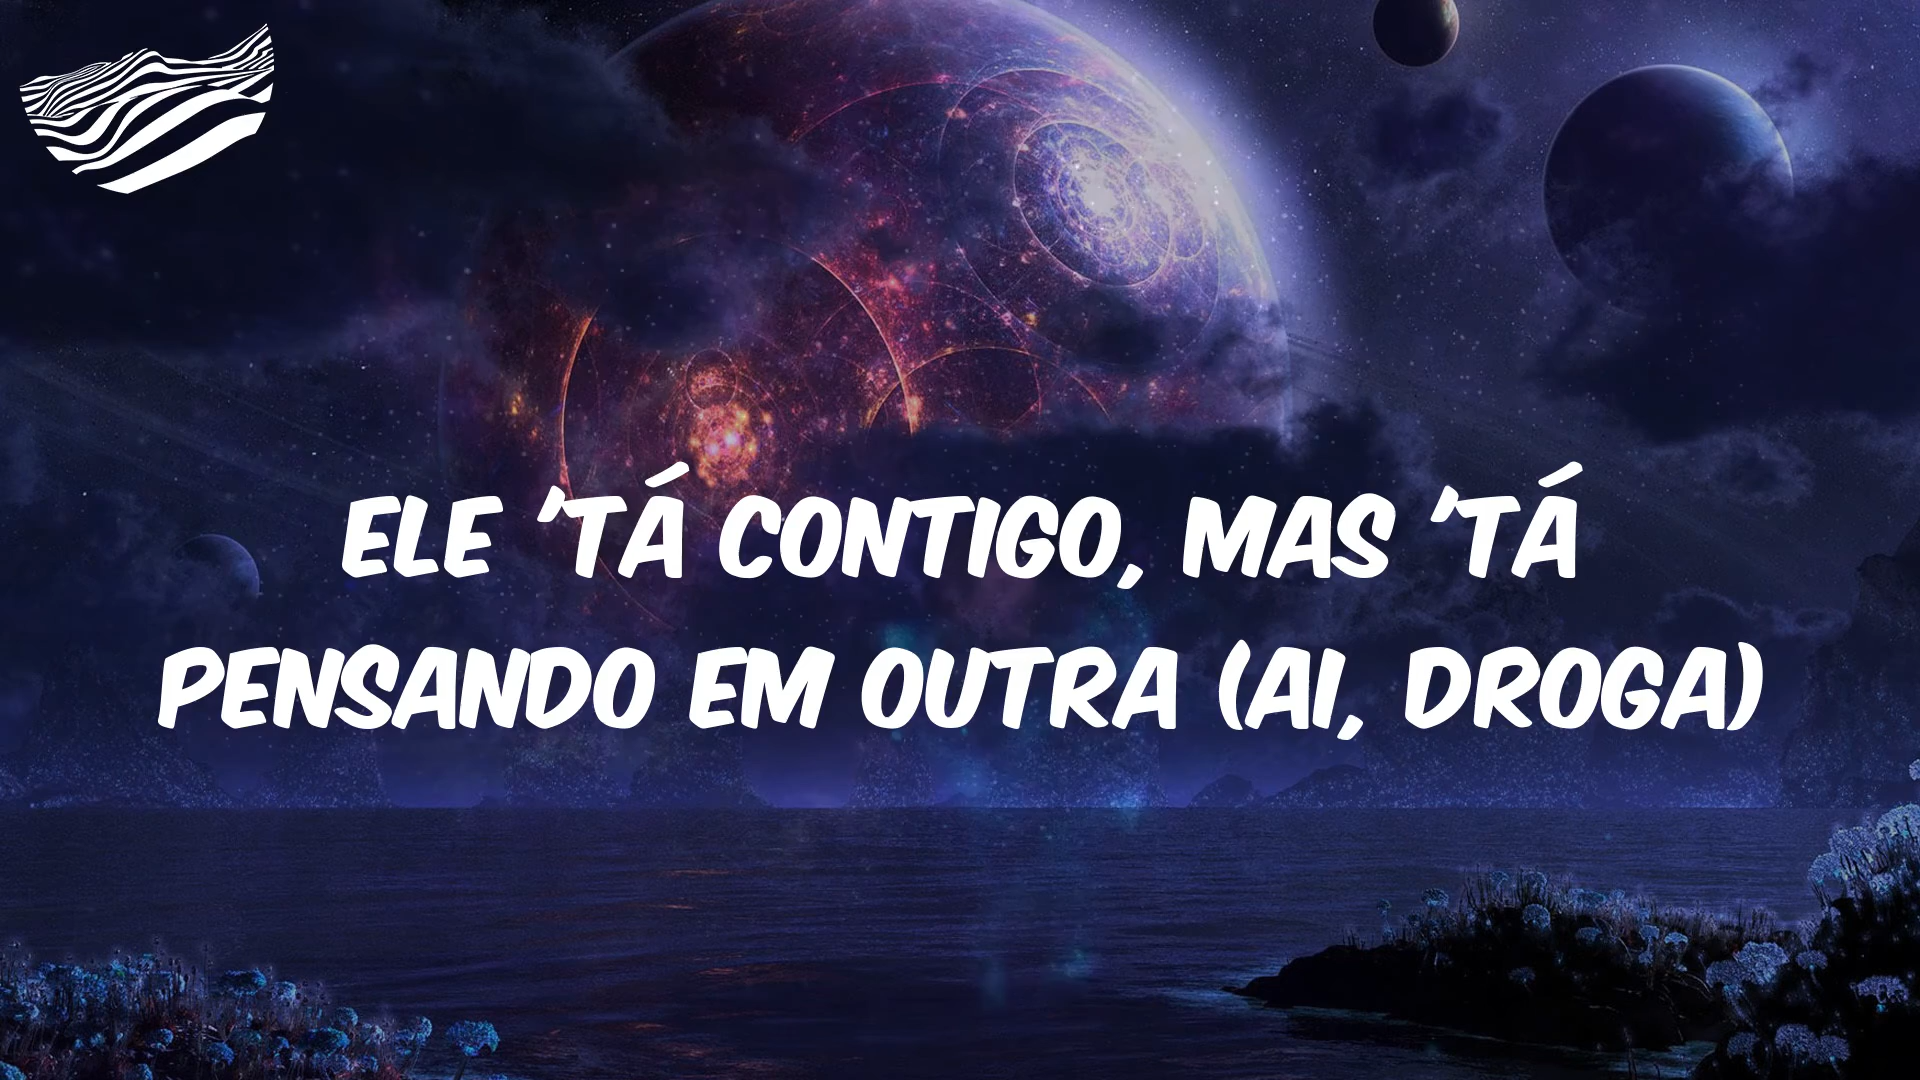 ELE 'TÁ CONTIGO, MAS 'TÁ
PENSANDO EM OUTRA (AI, DROGA)